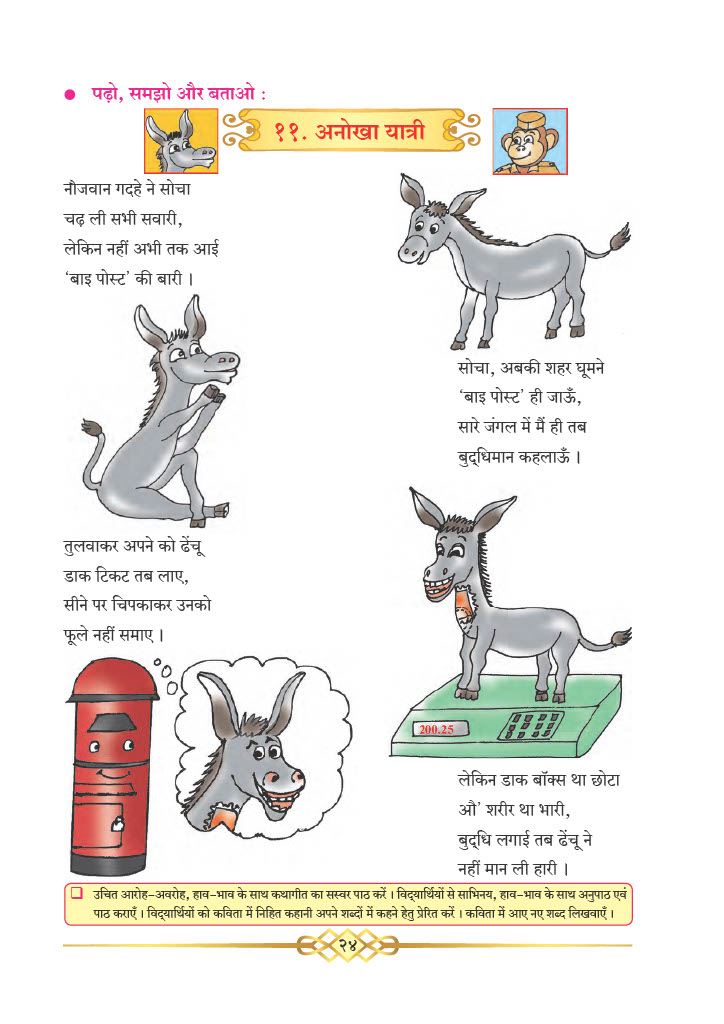 ● पढ़ो, समझो और बताओ :
११. अनोखा यात्री
नौजवान गदहे ने सोचा
चढ़ ली सभी सवारी,
लेकिन नहीं अभी तक आई
‘बाइ पोस्ट’ की बारी ।
सोचा, अबकी शहर घूमने
‘बाइ पोस्ट’ ही जाऊँ,
सारे जंगल में मैं ही तब
बुद्‌धिमान कहलाऊँ ।
तुलवाकर अपने को ढेंचू
डाक टिकट तब लाए,
सीने पर चिपकाकर उनको
फूले नहीं समाए ।
200.25
लेकिन डाक बॉक्स था छोटा
औ’ शरीर था भारी,
बुद्‌धि लगाई तब ढेंचू ने
नहीं मान ली हारी ।
❑ उचित आरोह-अवरोह, हाव-भाव के साथ कथागीत का सस्वर पाठ करें । विद्‌यार्थियों से साभिनय, हाव-भाव के साथ अनुपाठ एवं
पाठ कराएँ । विद्‌यार्थियों को कविता में निहित कहानी अपने शब्दों में कहने हेतु प्रेरित करें । कविता में आए नए शब्द लिखवाएँ ।
२४